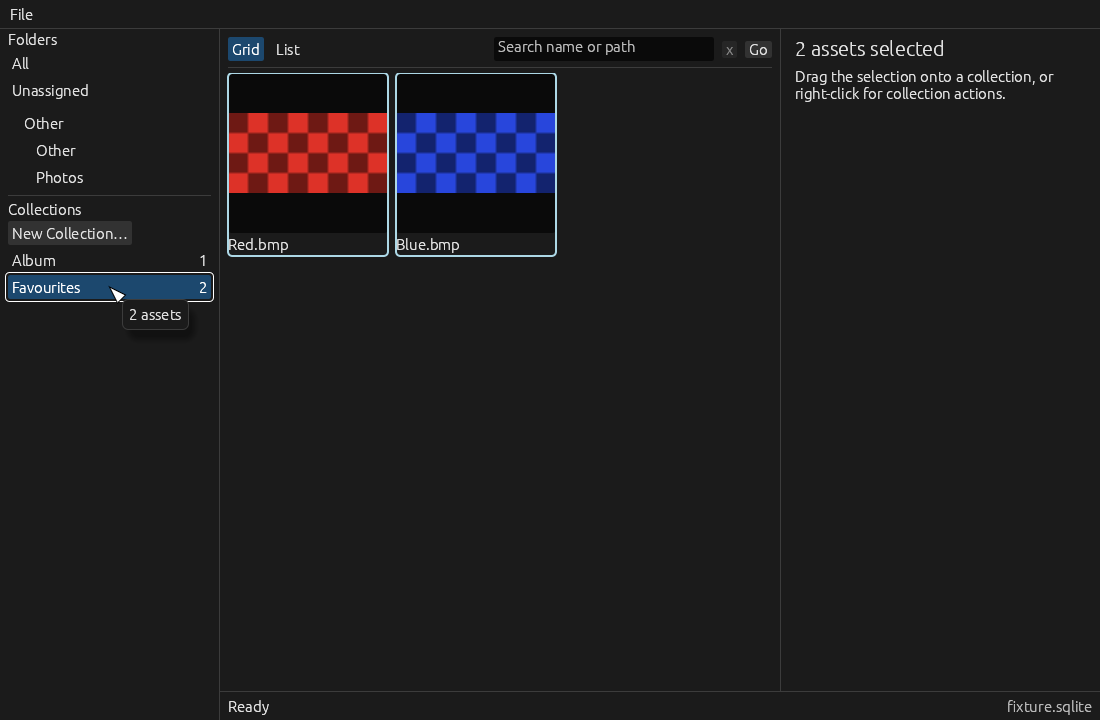 File
Folders
All
Unassigned
Other
Other
Photos
Collections
New Collection...
Album 1
Favourites 2
2 assets
Grid List Search name or path x Go
Red.bmp Blue.bmp
2 assets selected
Drag the selection onto a collection, or
right-click for collection actions.
Ready fixture.sqlite